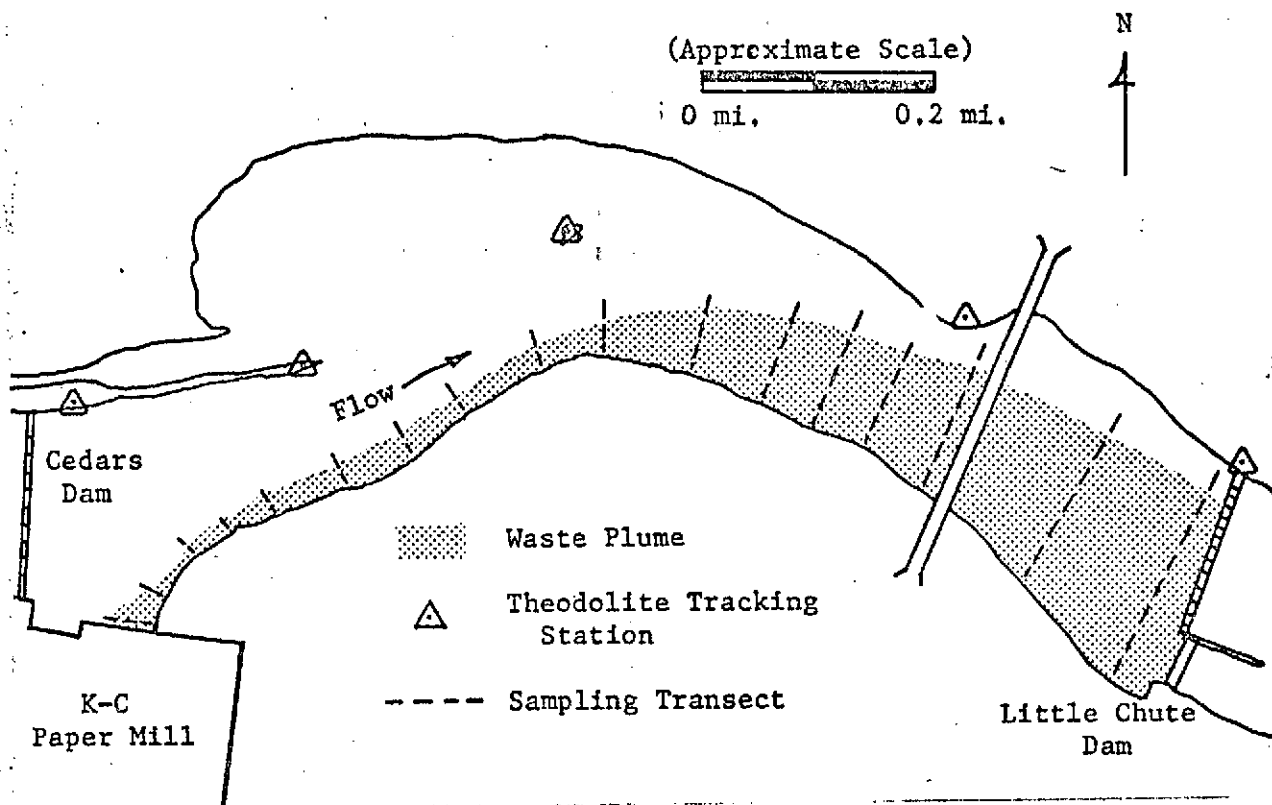 (Approximate Scale)
0 mi.
0.2 mi.
N
Flow
Cedars
Dam
Waste Plume
Theodolite Tracking
Station
Sampling Transect
K-C
Paper Mill
Little Chute
Dam